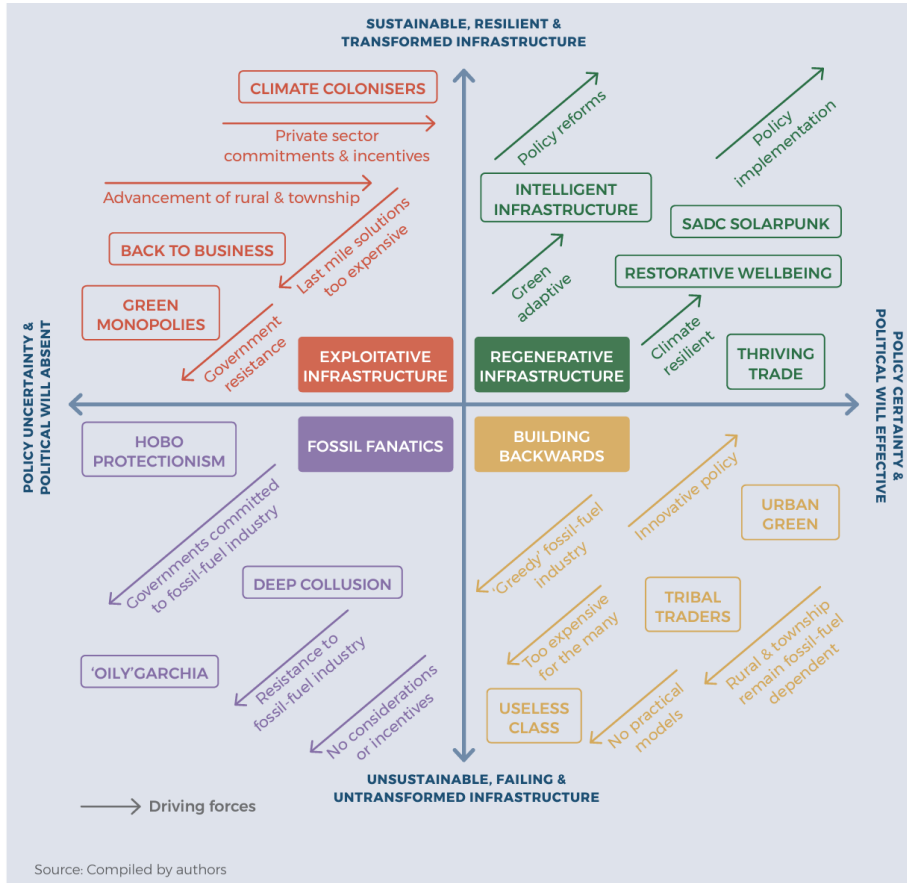 SUSTAINABLE, RESILIENT &
TRANSFORMED INFRASTRUCTURE
CLIMATE COLONISERS
Private sector
commitments & incentives
Advancement of rural & township
Last mile solutions
too expensive
BACK TO BUSINESS
GREEN
MONOPOLIES
Government
resistance
EXPLOITATIVE
INFRASTRUCTURE
Policy reforms
Policy
implementation
INTELLIGENT
INFRASTRUCTURE
SADC SOLARPUNK
RESTORATIVE WELLBEING
Green
adaptive
Climate
resilient
THRIVING
TRADE
REGENERATIVE
INFRASTRUCTURE
POLICY UNCERTAINTY &
POLITICAL WILL ABSENT
POLICY CERTAINTY &
POLITICAL WILL EFFECTIVE
HOBO
PROTECTIONISM
FOSSIL FANATICS
Governments committed
to fossil-fuel industry
DEEP COLLUSION
'OILY'GARCHIA
Resistance to
fossil-fuel industry
No considerations
or incentives
BUILDING
BACKWARDS
Innovative policy
'Greedy' fossil-fuel
industry
URBAN
GREEN
TRIBAL
TRADERS
Too expensive
for the many
Rural & township
remain fossil-fuel
dependent
USELESS
CLASS
No practical
models
UNSUSTAINABLE, FAILING &
UNTRANSFORMED INFRASTRUCTURE
Driving forces
Source: Compiled by authors